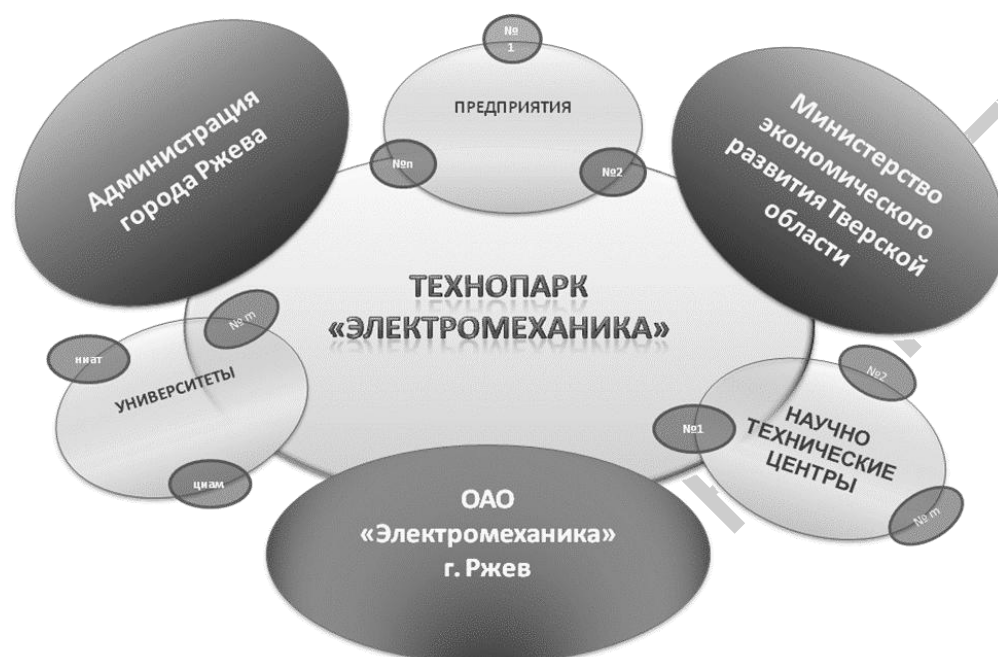 №
1
ПРЕДПРИЯТИЯ
№n
№2
Администрация
города Ржева
Министерство
экономического
развития Тверской
области
ТЕХНОПАРК
«ЭЛЕКТРОМЕХАНИКА»
№ m
ниат
УНИВЕРСИТЕТЫ
циам
№2
№1
НАУЧНО
ТЕХНИЧЕСКИЕ
ЦЕНТРЫ
№ m
ОАО
«Электромеханика»
г. Ржев